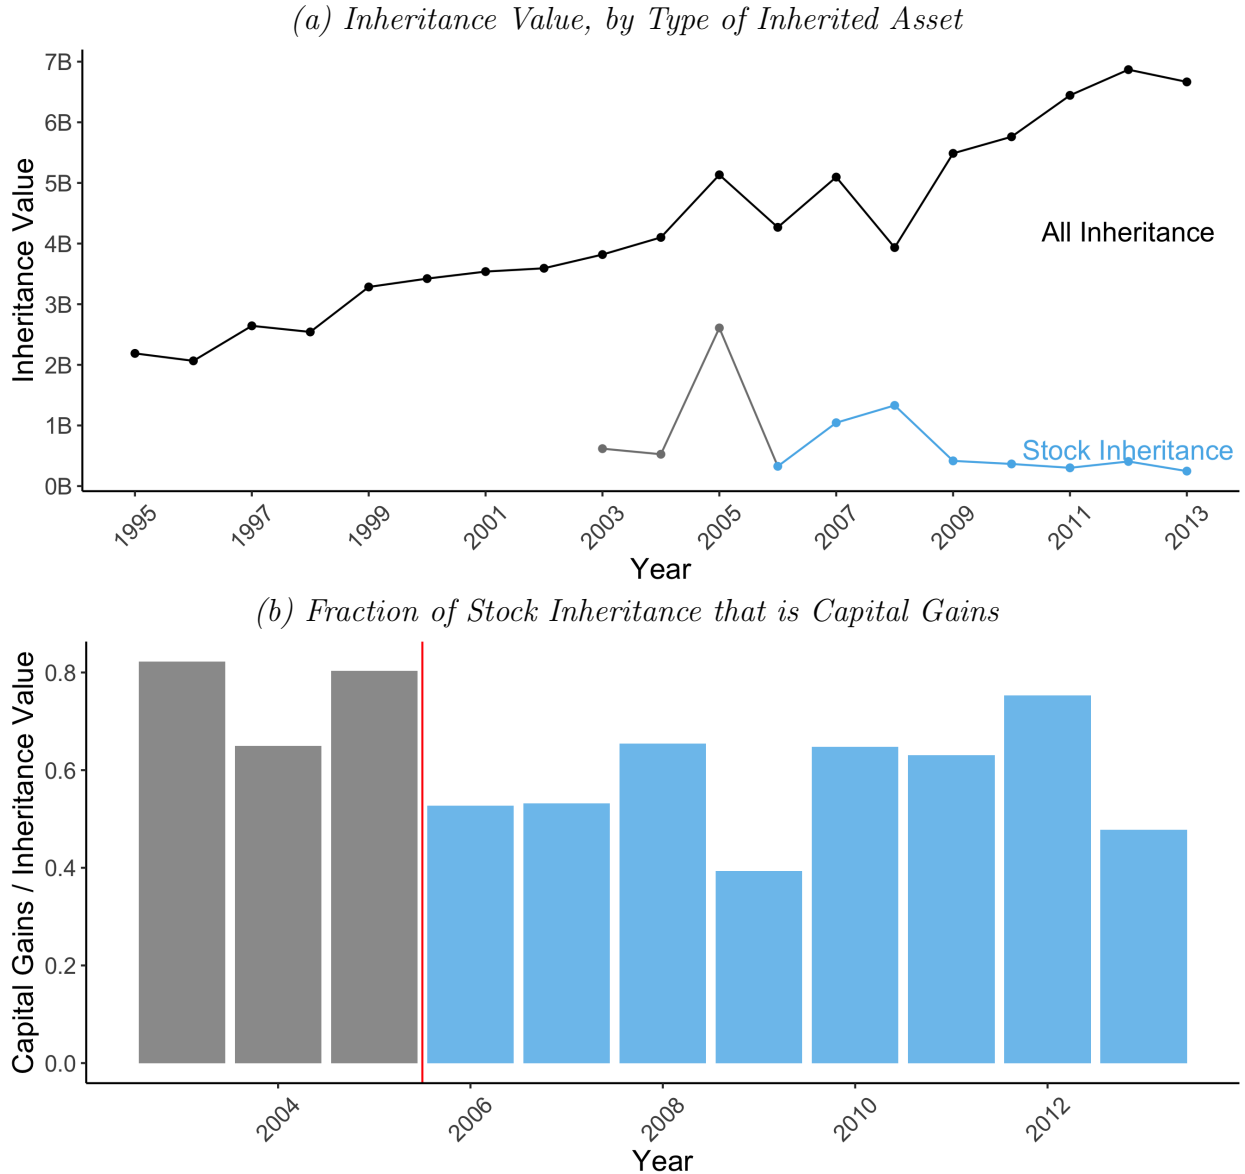 (a) Inheritance Value, by Type of Inherited Asset
Inheritance Value
7B
6B
5B
4B
3B
2B
1B
0B
All Inheritance
Stock Inheritance
1995
1997
1999
2001
2003
2005
2007
2009
2011
2013
Year
(b) Fraction of Stock Inheritance that is Capital Gains
Capital Gains / Inheritance Value
0.8
0.6
0.4
0.2
0.0
2004
2006
2008
2010
2012
Year